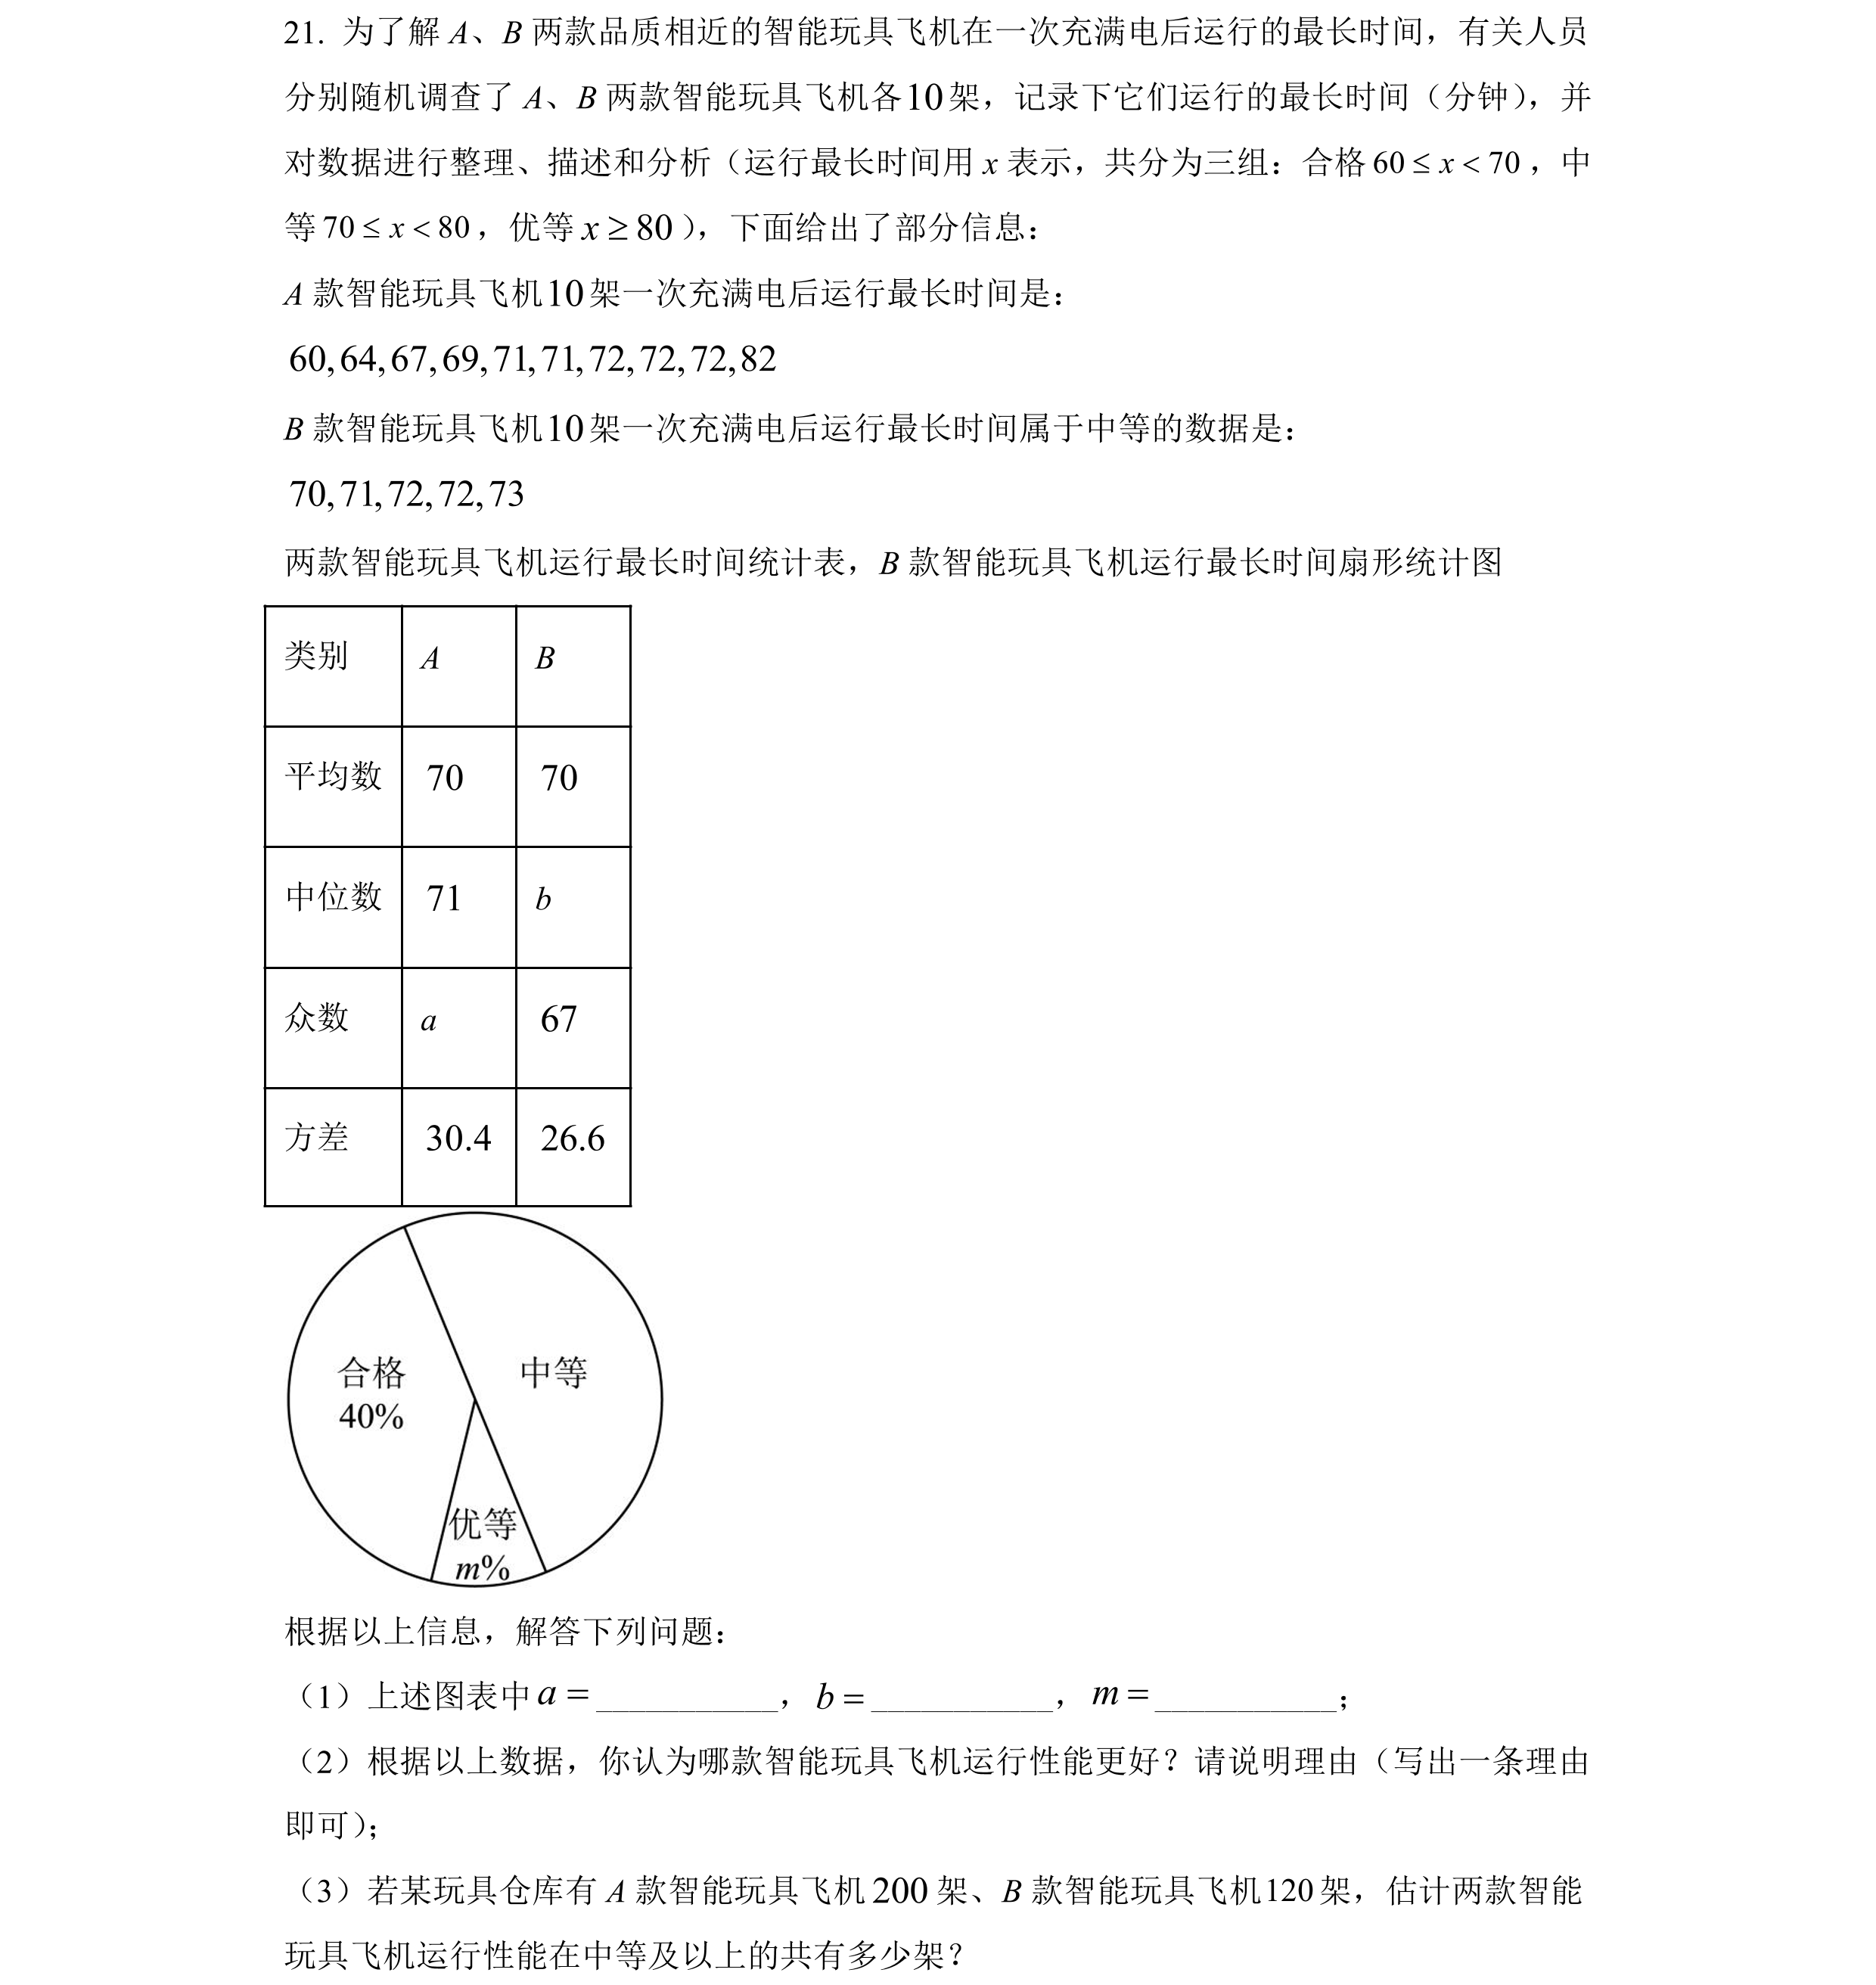 21. 为了解 A、B 两款品质相近的智能玩具飞机在一次充满电后运行的最长时间，有关人员
分别随机调查了 A、B 两款智能玩具飞机各10架，记录下它们运行的最长时间（分钟），并
对数据进行整理、描述和分析（运行最长时间用 x 表示，共分为三组：合格 60 ≤ x < 70，中
等 70 ≤ x < 80，优等 x ≥ 80），下面给出了部分信息：
A 款智能玩具飞机10架一次充满电后运行最长时间是：
60, 64, 67, 69, 71, 71, 72, 72, 72, 82
B 款智能玩具飞机10架一次充满电后运行最长时间属于中等的数据是：
70, 71, 72, 72, 73
两款智能玩具飞机运行最长时间统计表，B 款智能玩具飞机运行最长时间扇形统计图
类别 A B
平均数 70 70
中位数 71 b
众数 a 67
方差 30.4 26.6
合格 中等
40%
优等
m%
根据以上信息，解答下列问题：
（1）上述图表中 a = ___________，b = ___________，m = ___________；
（2）根据以上数据，你认为哪款智能玩具飞机运行性能更好？请说明理由（写出一条理由
即可）；
（3）若某玩具仓库有 A 款智能玩具飞机 200 架、B 款智能玩具飞机120架，估计两款智能
玩具飞机运行性能在中等及以上的共有多少架？